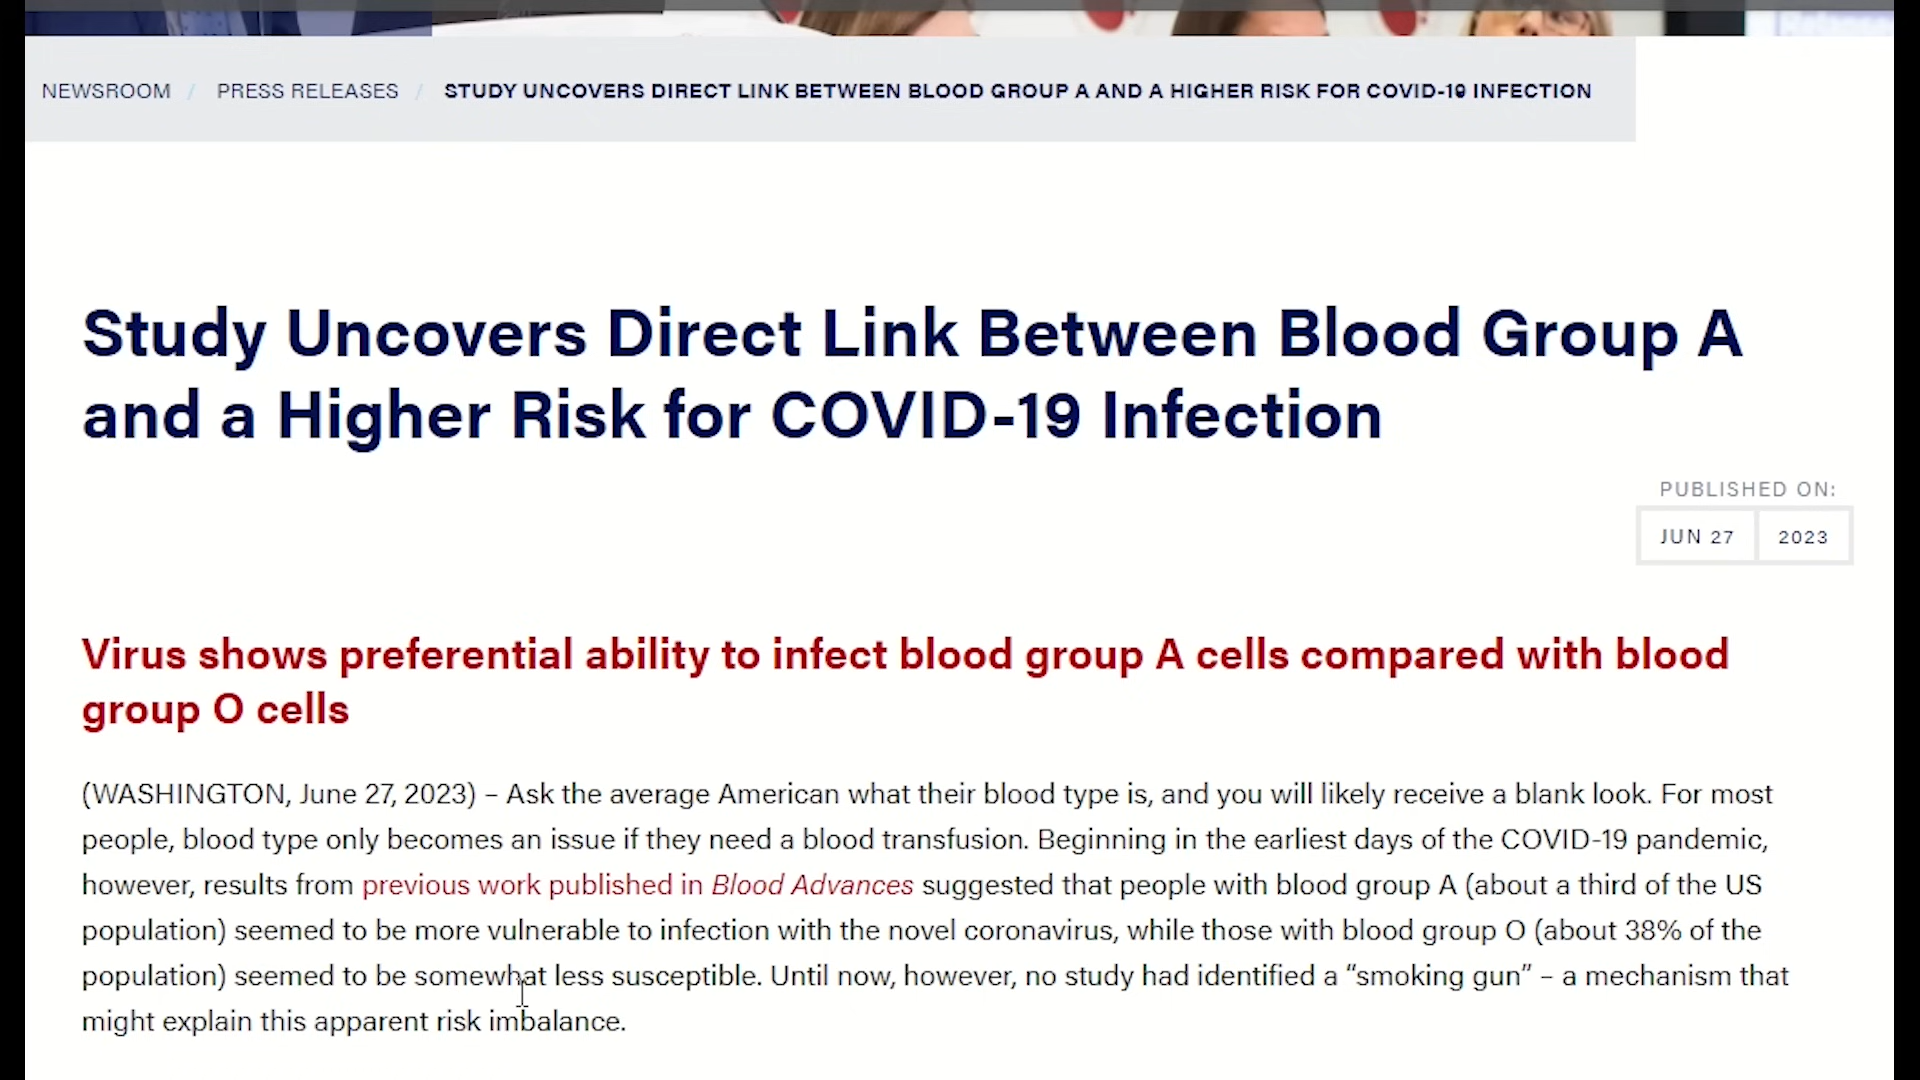 NEWSROOM / PRESS RELEASES / STUDY UNCOVERS DIRECT LINK BETWEEN BLOOD GROUP A AND A HIGHER RISK FOR COVID-19 INFECTION
Study Uncovers Direct Link Between Blood Group A
and a Higher Risk for COVID-19 Infection
PUBLISHED ON:
JUN 27 2023
Virus shows preferential ability to infect blood group A cells compared with blood
group O cells
(WASHINGTON, June 27, 2023) – Ask the average American what their blood type is, and you will likely receive a blank look. For most
people, blood type only becomes an issue if they need a blood transfusion. Beginning in the earliest days of the COVID-19 pandemic,
however, results from previous work published in Blood Advances suggested that people with blood group A (about a third of the US
population) seemed to be more vulnerable to infection with the novel coronavirus, while those with blood group O (about 38% of the
population) seemed to be somewhat less susceptible. Until now, however, no study had identified a “smoking gun” – a mechanism that
might explain this apparent risk imbalance.